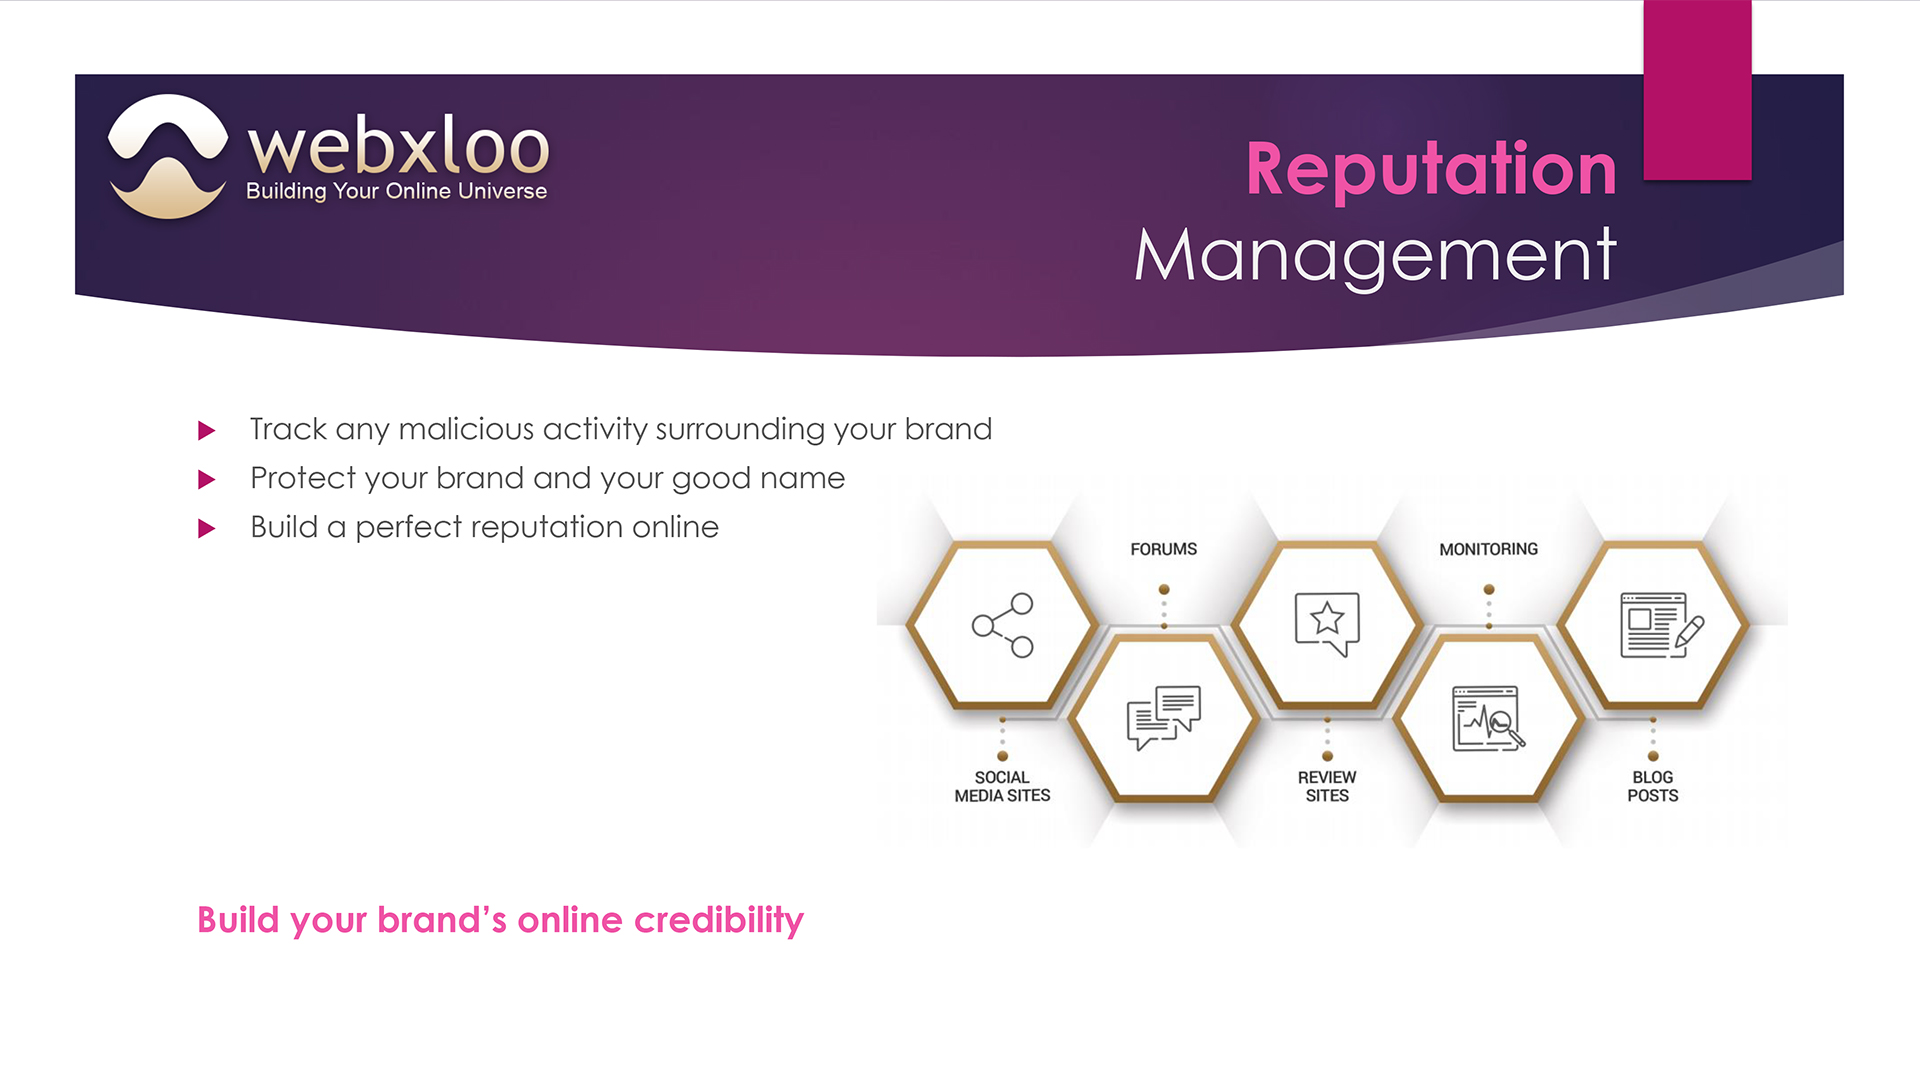 webxloo
Building Your Online Universe
Reputation
Management
Track any malicious activity surrounding your brand
Protect your brand and your good name
Build a perfect reputation online
FORUMS
MONITORING
SOCIAL
MEDIA SITES
REVIEW
SITES
BLOG
POSTS
Build your brand’s online credibility